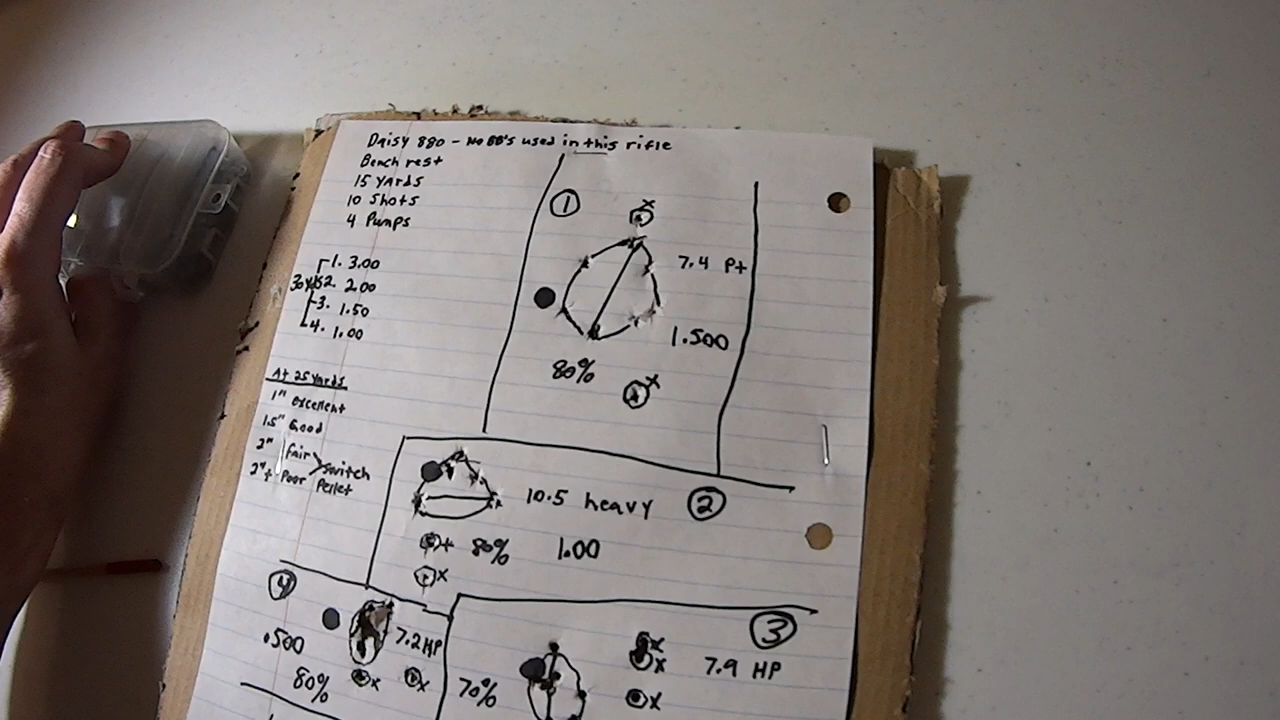 Daisy 880 - No BB's used in this rifle
Bench rest
15 Yards
10 Shots
4 Pumps
1. 3.00
2. 2.00
3. 1.50
4. 1.00
At 25 yards
1" excellent
1.5" Good
2" Fair
2"+ Poor
Switch
Pellet
1
7.4 Pt
1.500
80%
10.5 heavy
2
80% 1.00
4
.500
7.2 HP
80%
3
7.9 HP
70%